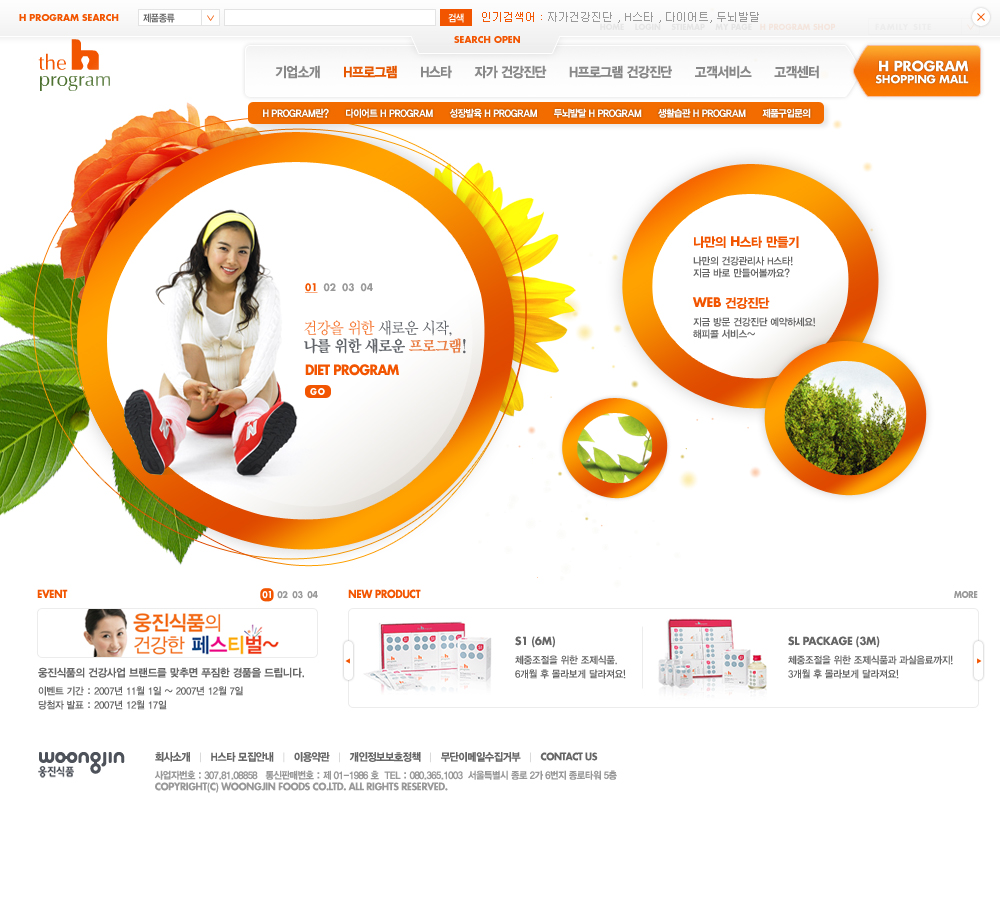 H PROGRAM SEARCH
제품종류
검색
인기검색어 : 자가건강진단 , H스타 , 다이어트, 두뇌발달
HOME LOGIN SITEMAP MY PAGE H PROGRAM SHOP
FAMILY SITE
SEARCH OPEN
the h
program
기업소개 H프로그램 H스타 자가 건강진단 H프로그램 건강진단 고객서비스 고객센터
H PROGRAM
SHOPPING MALL
H PROGRAM란? 다이어트 H PROGRAM 성장발육 H PROGRAM 두뇌발달 H PROGRAM 생활습관 H PROGRAM 제품구입문의
01 02 03 04
건강을 위한 새로운 시작,
나를 위한 새로운 프로그램!
DIET PROGRAM
GO
나만의 H스타 만들기
나만의 건강관리사 H스타!
지금 바로 만들어볼까요?
WEB 건강진단
지금 방문 건강진단 예약하세요!
해피콜 서비스~
EVENT
01 02 03 04
웅진식품의
건강한 페스티벌~
웅진식품의 건강사업 브랜드를 맞추면 푸짐한 경품을 드립니다.
이벤트 기간 : 2007년 11월 1일 ~ 2007년 12월 7일
당첨자 발표 : 2007년 12월 17일
NEW PRODUCT
MORE
S1 (6M)
체중조절을 위한 조제식품.
6개월 후 몰라보게 달라져요!
SL PACKAGE (3M)
체중조절을 위한 조제식품과 과실음료까지!
3개월 후 몰라보게 달라져요!
woongjin
웅진식품
회사소개 H스타 모집안내 이용약관 개인정보보호정책 무단이메일수집거부 CONTACT US
사업자번호 : 307.81.08858 통신판매번호 : 제 01-1986 호 TEL : 080.365.1003 서울특별시 종로 2가 6번지 종로타워 5층
COPYRIGHT(C) WOONGJIN FOODS CO.LTD. ALL RIGHTS RESERVED.